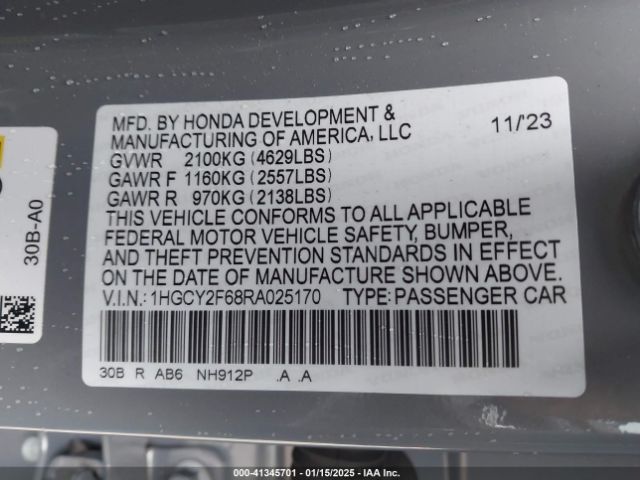 MFD. BY HONDA DEVELOPMENT &
MANUFACTURING OF AMERICA, LLC 11/'23
GVWR 2100KG (4629LBS)
GAWR F 1160KG (2557LBS)
GAWR R 970KG (2138LBS)
THIS VEHICLE CONFORMS TO ALL APPLICABLE
FEDERAL MOTOR VEHICLE SAFETY, BUMPER,
AND THEFT PREVENTION STANDARDS IN EFFECT
ON THE DATE OF MANUFACTURE SHOWN ABOVE.
V.I.N.: 1HGCY2F68RA025170 TYPE: PASSENGER CAR
30B R AB6 NH912P .A .A
30B-A0
000-41345701 - 01/15/2025 - IAA Inc.